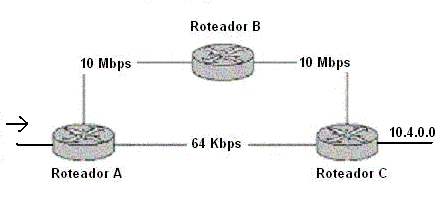 Roteador B
10 Mbps
10 Mbps
10.4.0.0
64 Kbps
Roteador A
Roteador C